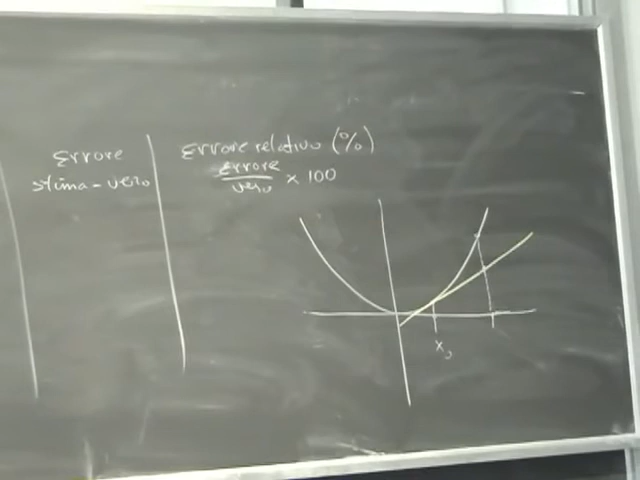 Errore
stima - vero
Errore relativo (%)
errore
vero
× 100
x₀